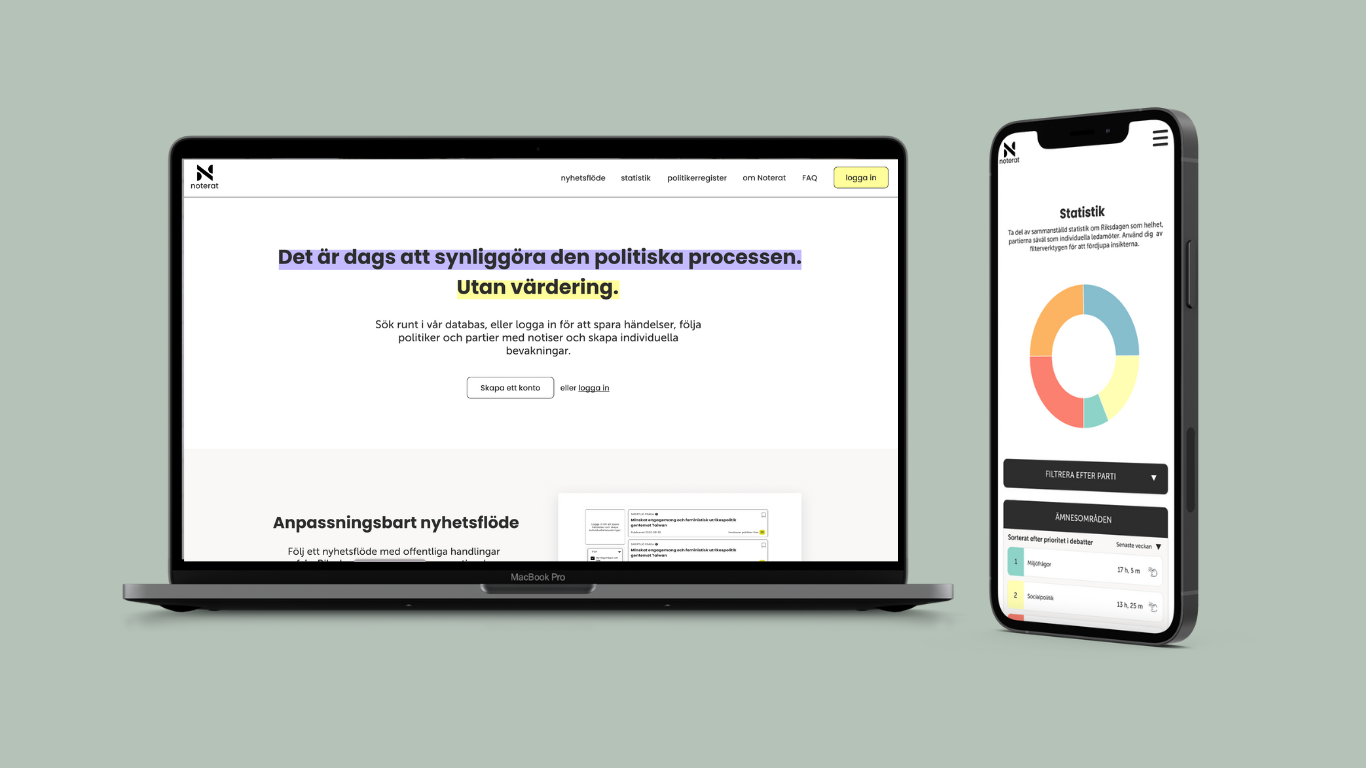 noterat
nyhetsflöde statistik politikerregister om Noterat FAQ logga in
Det är dags att synliggöra den politiska processen.
Utan värdering.
Sök runt i vår databas, eller logga in för att spara händelser, följa
politiker och partier med notiser och skapa individuella
bevakningar.
Skapa ett konto eller logga in
Anpassningsbart nyhetsflöde
Följ ett nyhetsflöde med offentliga handlingar
Minskat engagemang och feministisk utrikespolitik
gentemot Taiwan
Minskat engagemang och feministisk utrikespolitik
gentemot Taiwan
MacBook Pro
noterat
Statistik
Ta del av sammanställd statistik om Riksdagen som helhet,
partierna såväl som individuella ledamöter. Använd dig av
filterverktygen för att fördjupa insikterna.
FILTRERA EFTER PARTI ▼
ÄMNESOMRÅDEN
Sorterat efter prioritet i debatter Senaste veckan ▼
1 Miljöfrågor 17 h, 5 m
2 Socialpolitik 13 h, 25 m